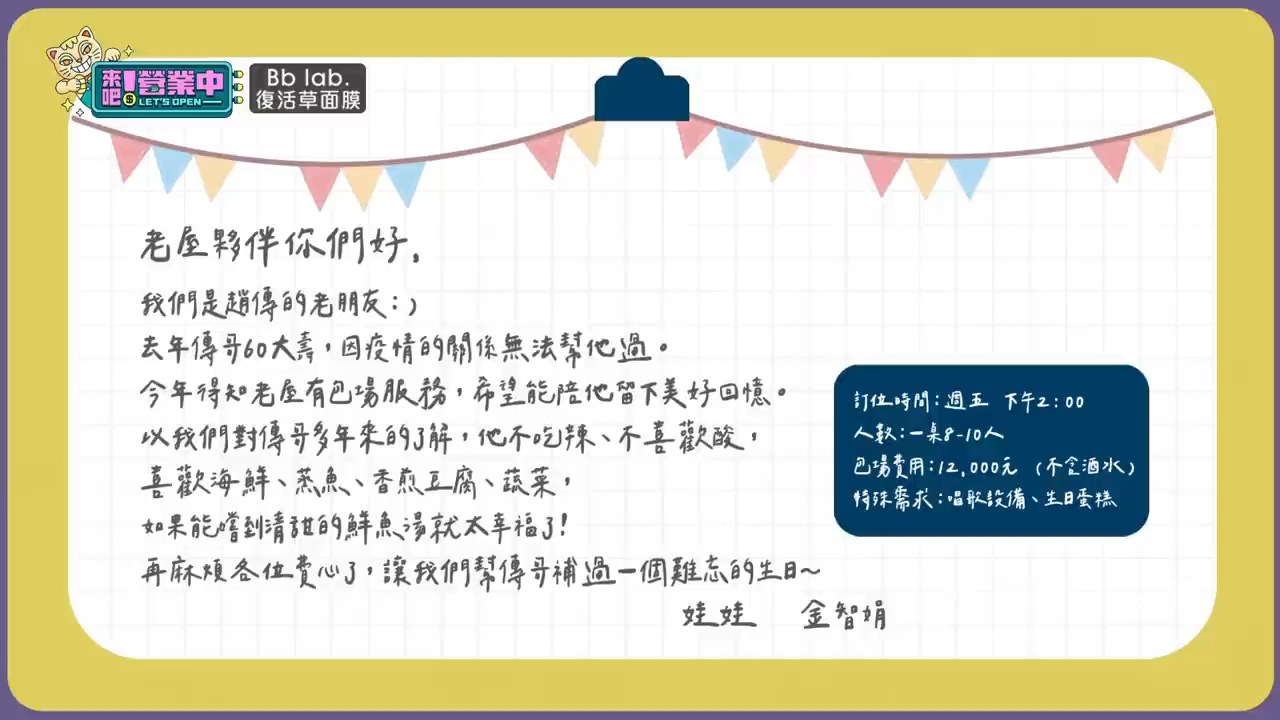 來吧!營業中
LET'S OPEN
Bb lab.
復活草面膜
老屋夥伴你們好,
我們是趙傳的老朋友:)
去年傳哥60大壽,因疫情的關係無法幫他過。
今年得知老屋有包場服務,希望能陪他留下美好回憶。
以我們對傳哥多年來的了解,他不吃辣、不喜歡酸,
喜歡海鮮、蒸魚、香煎豆腐、蔬菜,
如果能嚐到清甜的鮮魚湯就太幸福了!
再麻煩各位費心了,讓我們幫傳哥補過一個難忘的生日~
娃娃 金智娟
訂位時間:週五 下午2:00
人數:一桌8-10人
包場費用:12,000元 (不含酒水)
特殊需求:唱歌設備、生日蛋糕